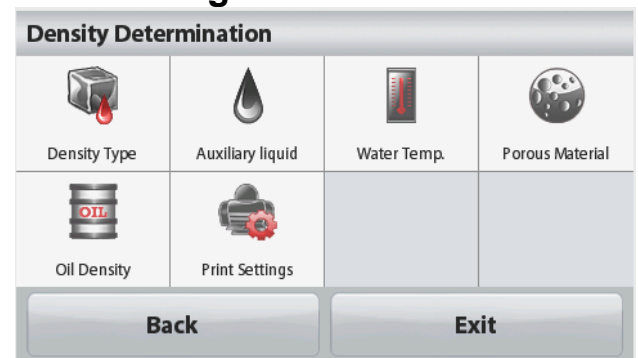 Density Determination
Density Type
Auxiliary liquid
Water Temp.
Porous Material
OIL
Oil Density
Print Settings
Back
Exit